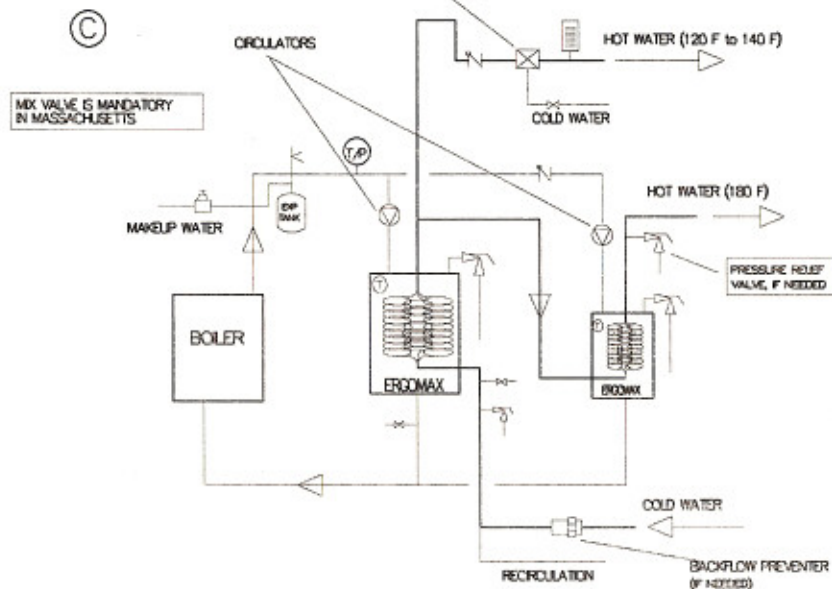 C
CIRCULATORS
HOT WATER (120 F to 140 F)
MIX VALVE IS MANDATORY
IN MASSACHUSETTS
COLD WATER
T/P
HOT WATER (180 F)
MAKEUP WATER
EXP
TANK
PRESSURE RELIEF
VALVE, IF NEEDED
T
T
BOILER
ERGOMAX
ERGOMAX
COLD WATER
BACKFLOW PREVENTER
(IF NEEDED)
RECIRCULATION